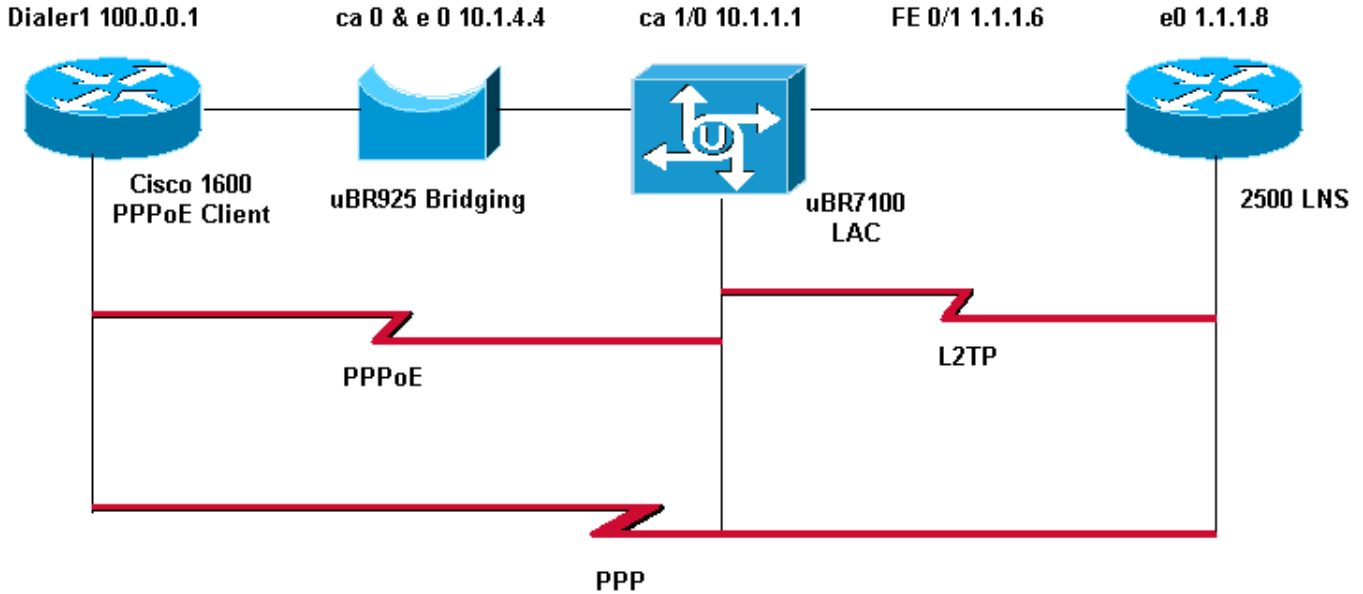 Dialer1 100.0.0.1
ca 0 & e 0 10.1.4.4
ca 1/0 10.1.1.1
FE 0/1 1.1.1.6
e0 1.1.1.8
U
Cisco 1600
PPPoE Client
uBR925 Bridging
uBR7100
LAC
2500 LNS
PPPoE
L2TP
PPP